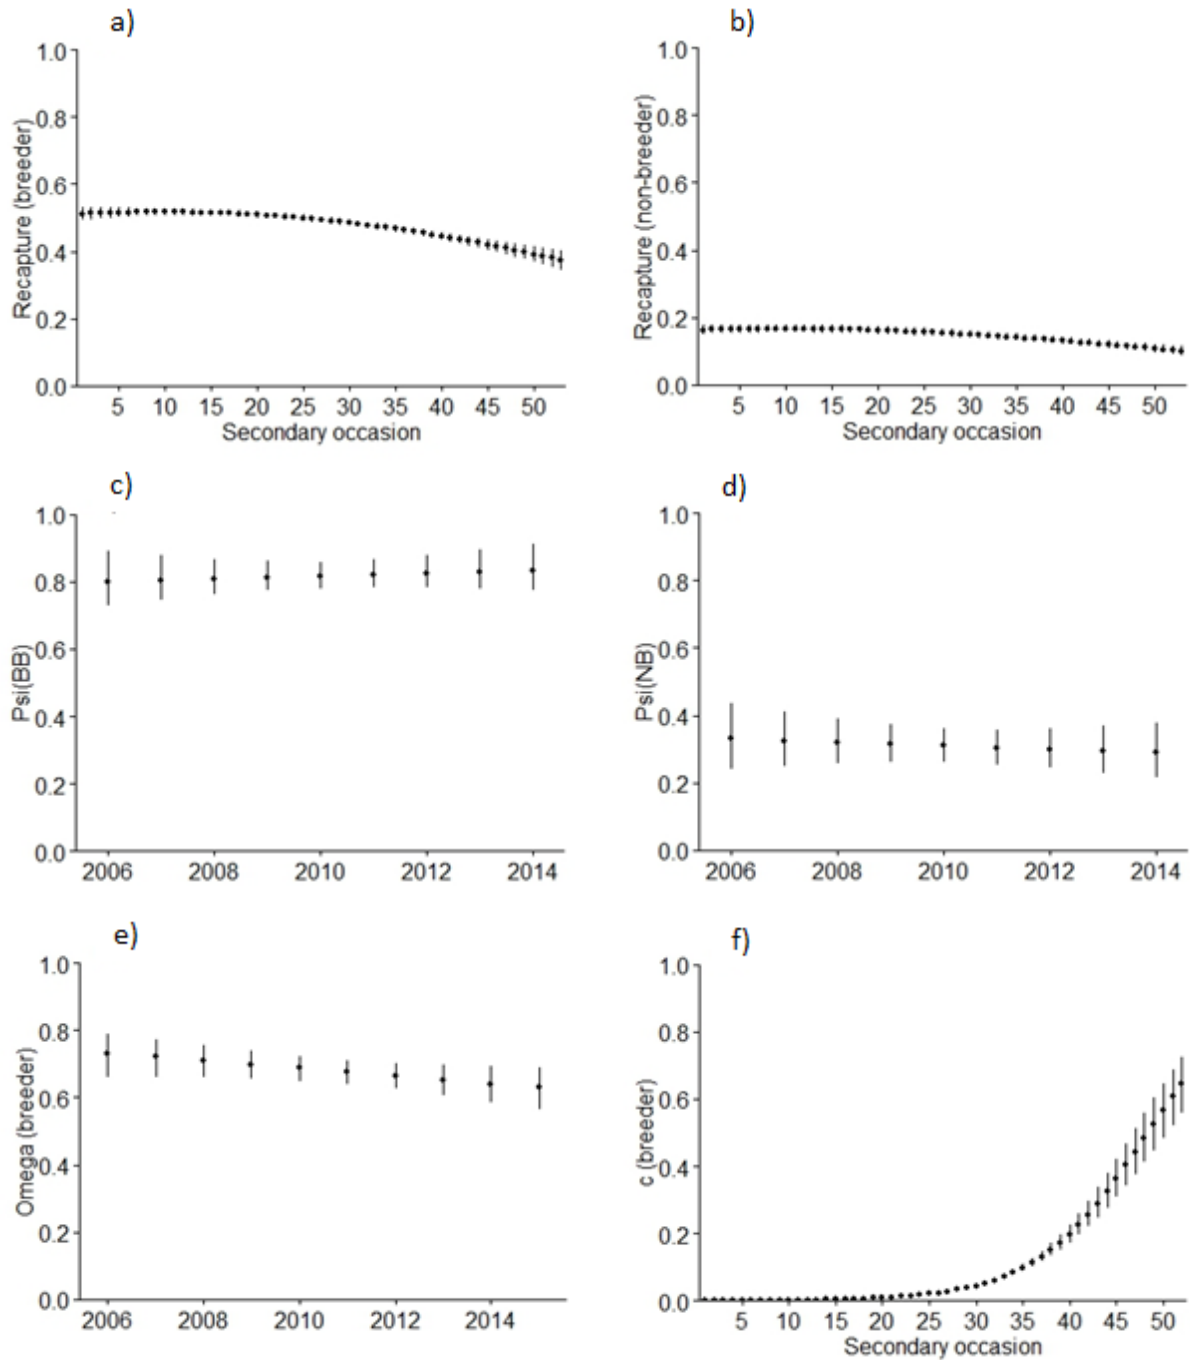 a)
1.0
0.8
0.6
0.4
0.2
0.0
Recapture (breeder)
5 10 15 20 25 30 35 40 45 50
Secondary occasion
b)
1.0
0.8
0.6
0.4
0.2
0.0
Recapture (non-breeder)
5 10 15 20 25 30 35 40 45 50
Secondary occasion
c)
1.0
0.8
0.6
0.4
0.2
0.0
Psi(BB)
2006 2008 2010 2012 2014
d)
1.0
0.8
0.6
0.4
0.2
0.0
Psi(NB)
2006 2008 2010 2012 2014
e)
1.0
0.8
0.6
0.4
0.2
0.0
Omega (breeder)
2006 2008 2010 2012 2014
f)
1.0
0.8
0.6
0.4
0.2
0.0
c (breeder)
5 10 15 20 25 30 35 40 45 50
Secondary occasion